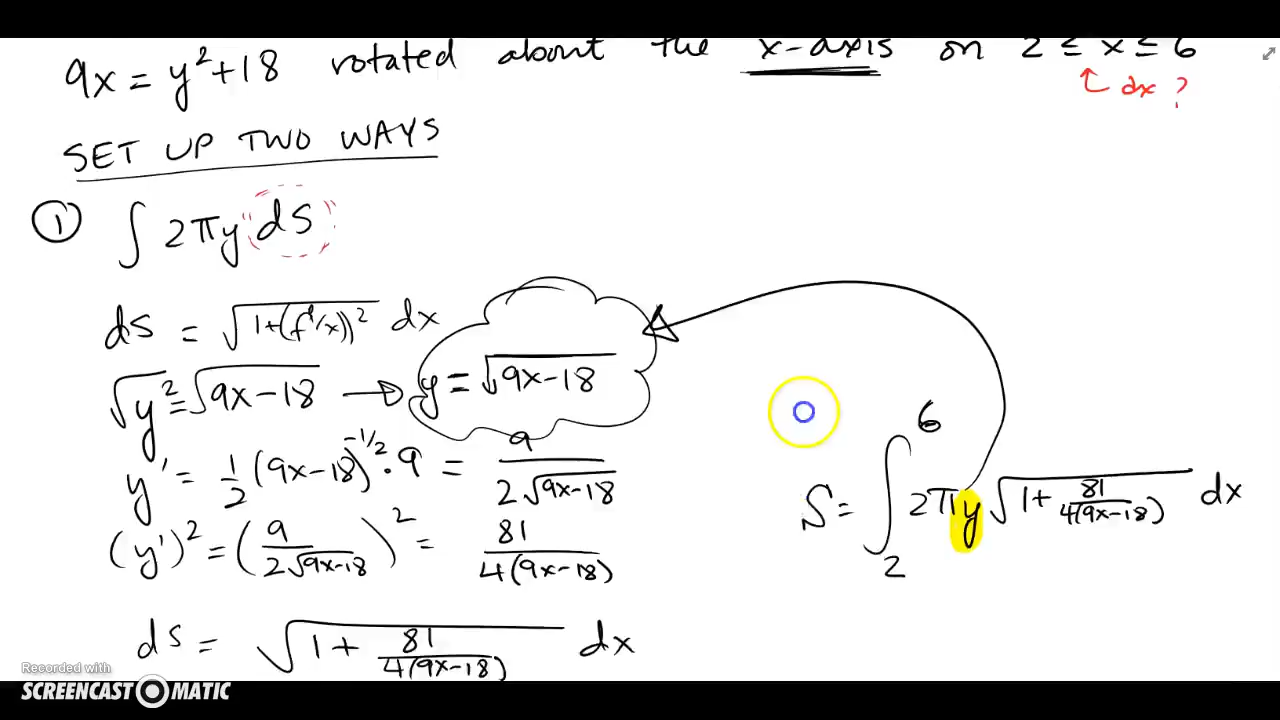 9x = y²+18 rotated about the x-axis on 2 ≤ x ≤ 6
dx ?
SET UP TWO WAYS
① ∫ 2πy "dS"
dS = √(1+(f'(x))²) dx
√y² = √(9x-18) → y = √(9x-18)
y' = 1/2 (9x-18)^(-1/2) · 9 = 9/(2√(9x-18))
(y')² = (9/(2√(9x-18)))² = 81/(4(9x-18))
dS = √(1 + 81/(4(9x-18))) dx
S = ∫₂⁶ 2πy √(1 + 81/(4(9x-18))) dx
Recorded with
SCREENCAST-O-MATIC